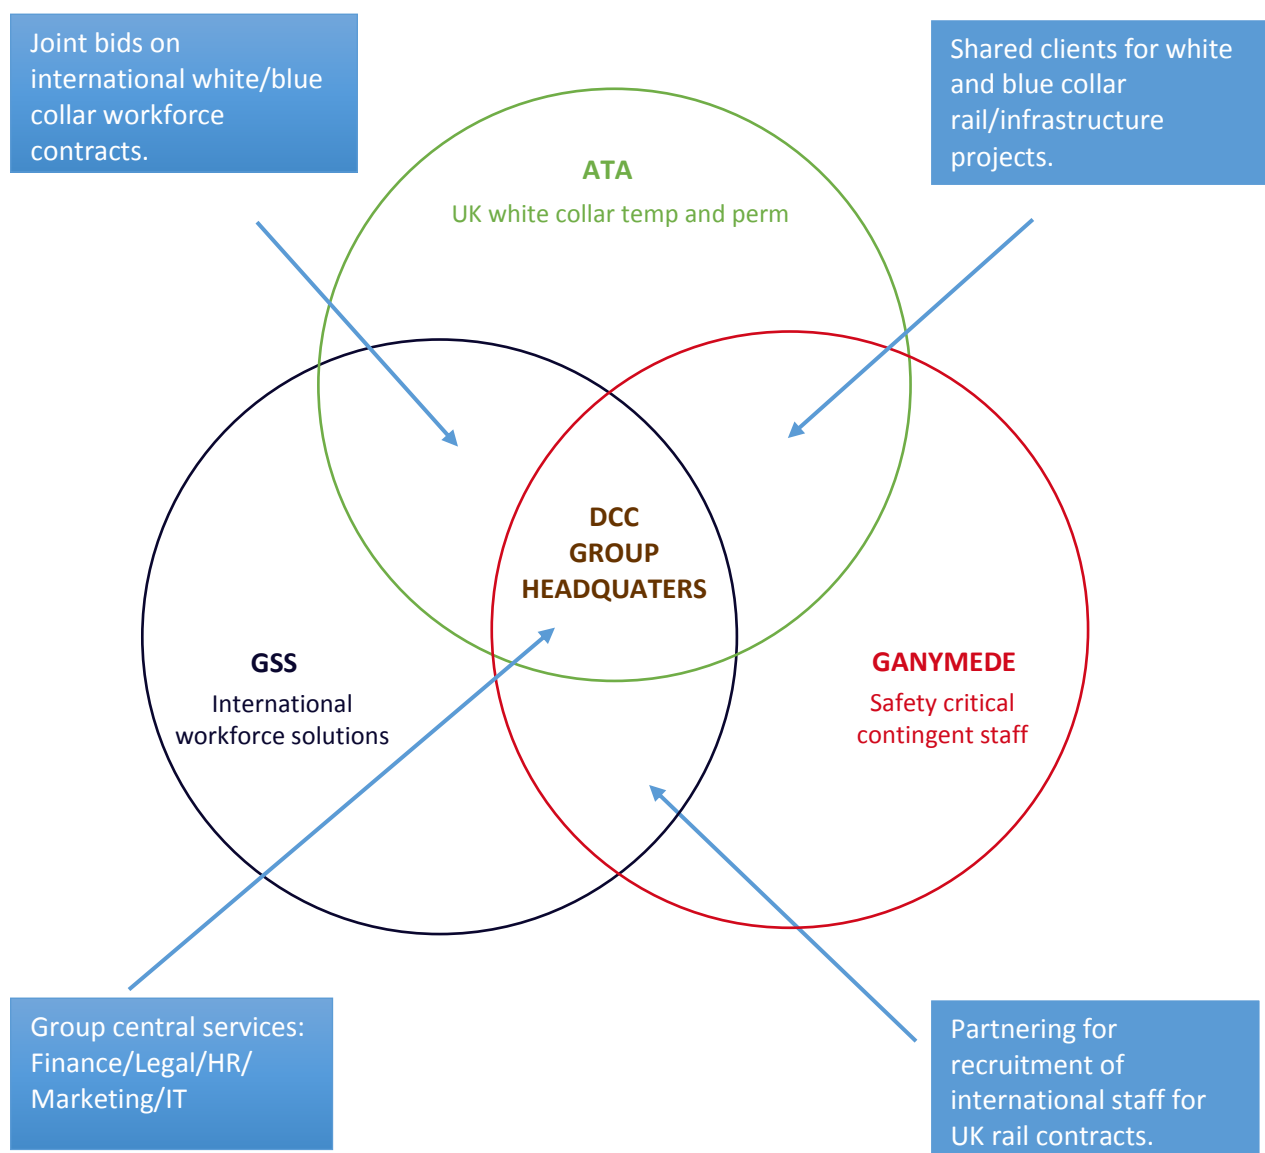 Joint bids on
international white/blue
collar workforce
contracts.
Shared clients for white
and blue collar
rail/infrastructure
projects.
ATA
UK white collar temp and perm
DCC
GROUP
HEADQUATERS
GSS
International
workforce solutions
GANYMEDE
Safety critical
contingent staff
Group central services:
Finance/Legal/HR/
Marketing/IT
Partnering for
recruitment of
international staff for
UK rail contracts.